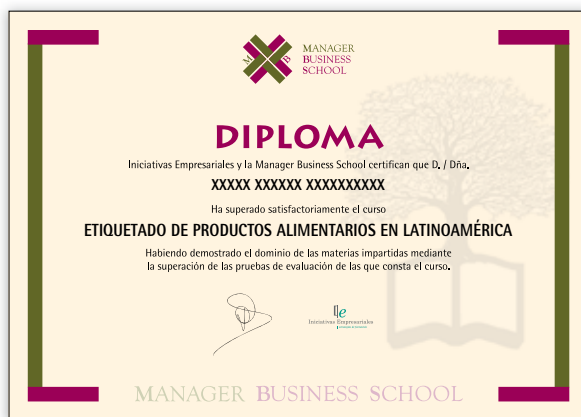 M B
MANAGER
BUSINESS
SCHOOL
DIPLOMA
Iniciativas Empresariales y la Manager Business School certifican que D. / Dña.
XXXXX XXXXXX XXXXXXXXXX
Ha superado satisfactoriamente el curso
ETIQUETADO DE PRODUCTOS ALIMENTARIOS EN LATINOAMÉRICA
Habiendo demostrado el dominio de las materias impartidas mediante
la superación de las pruebas de evaluación de las que consta el curso.
Iniciativas Empresariales
MANAGER BUSINESS SCHOOL